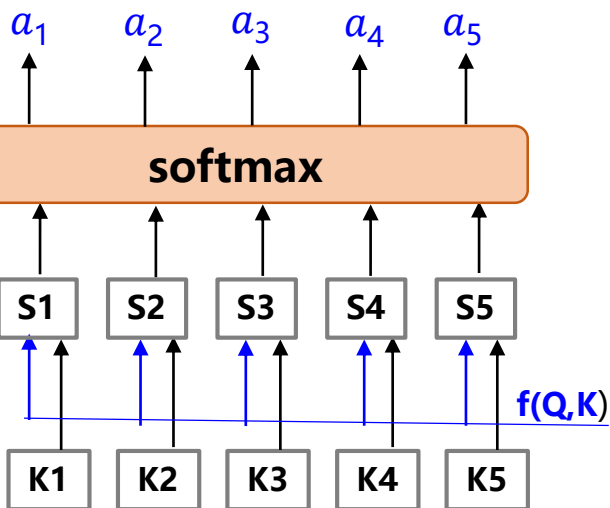 a₁ a₂ a₃ a₄ a₅
softmax
S1 S2 S3 S4 S5
f(Q,K)
K1 K2 K3 K4 K5